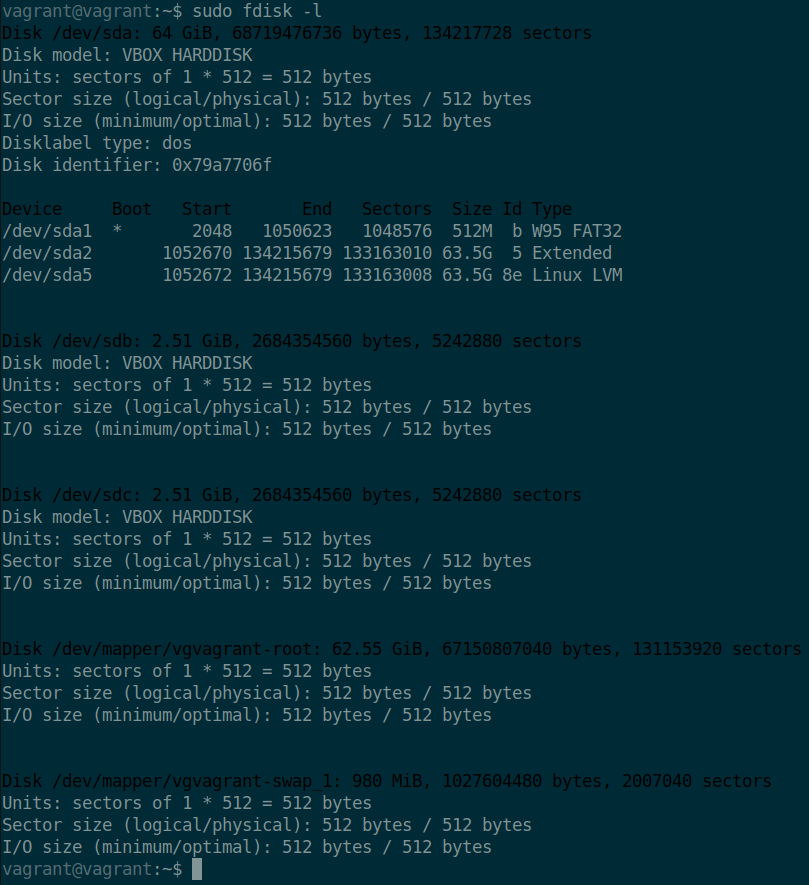 vagrant@vagrant:~$ sudo fdisk -l
Disk /dev/sda: 64 GiB, 68719476736 bytes, 134217728 sectors
Disk model: VBOX HARDDISK
Units: sectors of 1 * 512 = 512 bytes
Sector size (logical/physical): 512 bytes / 512 bytes
I/O size (minimum/optimal): 512 bytes / 512 bytes
Disklabel type: dos
Disk identifier: 0x79a7706f

Device     Boot   Start       End   Sectors  Size Id Type
/dev/sda1  *       2048   1050623   1048576  512M  b W95 FAT32
/dev/sda2       1052670 134215679 133163010 63.5G  5 Extended
/dev/sda5       1052672 134215679 133163008 63.5G 8e Linux LVM


Disk /dev/sdb: 2.51 GiB, 2684354560 bytes, 5242880 sectors
Disk model: VBOX HARDDISK
Units: sectors of 1 * 512 = 512 bytes
Sector size (logical/physical): 512 bytes / 512 bytes
I/O size (minimum/optimal): 512 bytes / 512 bytes


Disk /dev/sdc: 2.51 GiB, 2684354560 bytes, 5242880 sectors
Disk model: VBOX HARDDISK
Units: sectors of 1 * 512 = 512 bytes
Sector size (logical/physical): 512 bytes / 512 bytes
I/O size (minimum/optimal): 512 bytes / 512 bytes


Disk /dev/mapper/vgvagrant-root: 62.55 GiB, 67150807040 bytes, 131153920 sectors
Units: sectors of 1 * 512 = 512 bytes
Sector size (logical/physical): 512 bytes / 512 bytes
I/O size (minimum/optimal): 512 bytes / 512 bytes


Disk /dev/mapper/vgvagrant-swap_1: 980 MiB, 1027604480 bytes, 2007040 sectors
Units: sectors of 1 * 512 = 512 bytes
Sector size (logical/physical): 512 bytes / 512 bytes
I/O size (minimum/optimal): 512 bytes / 512 bytes
vagrant@vagrant:~$